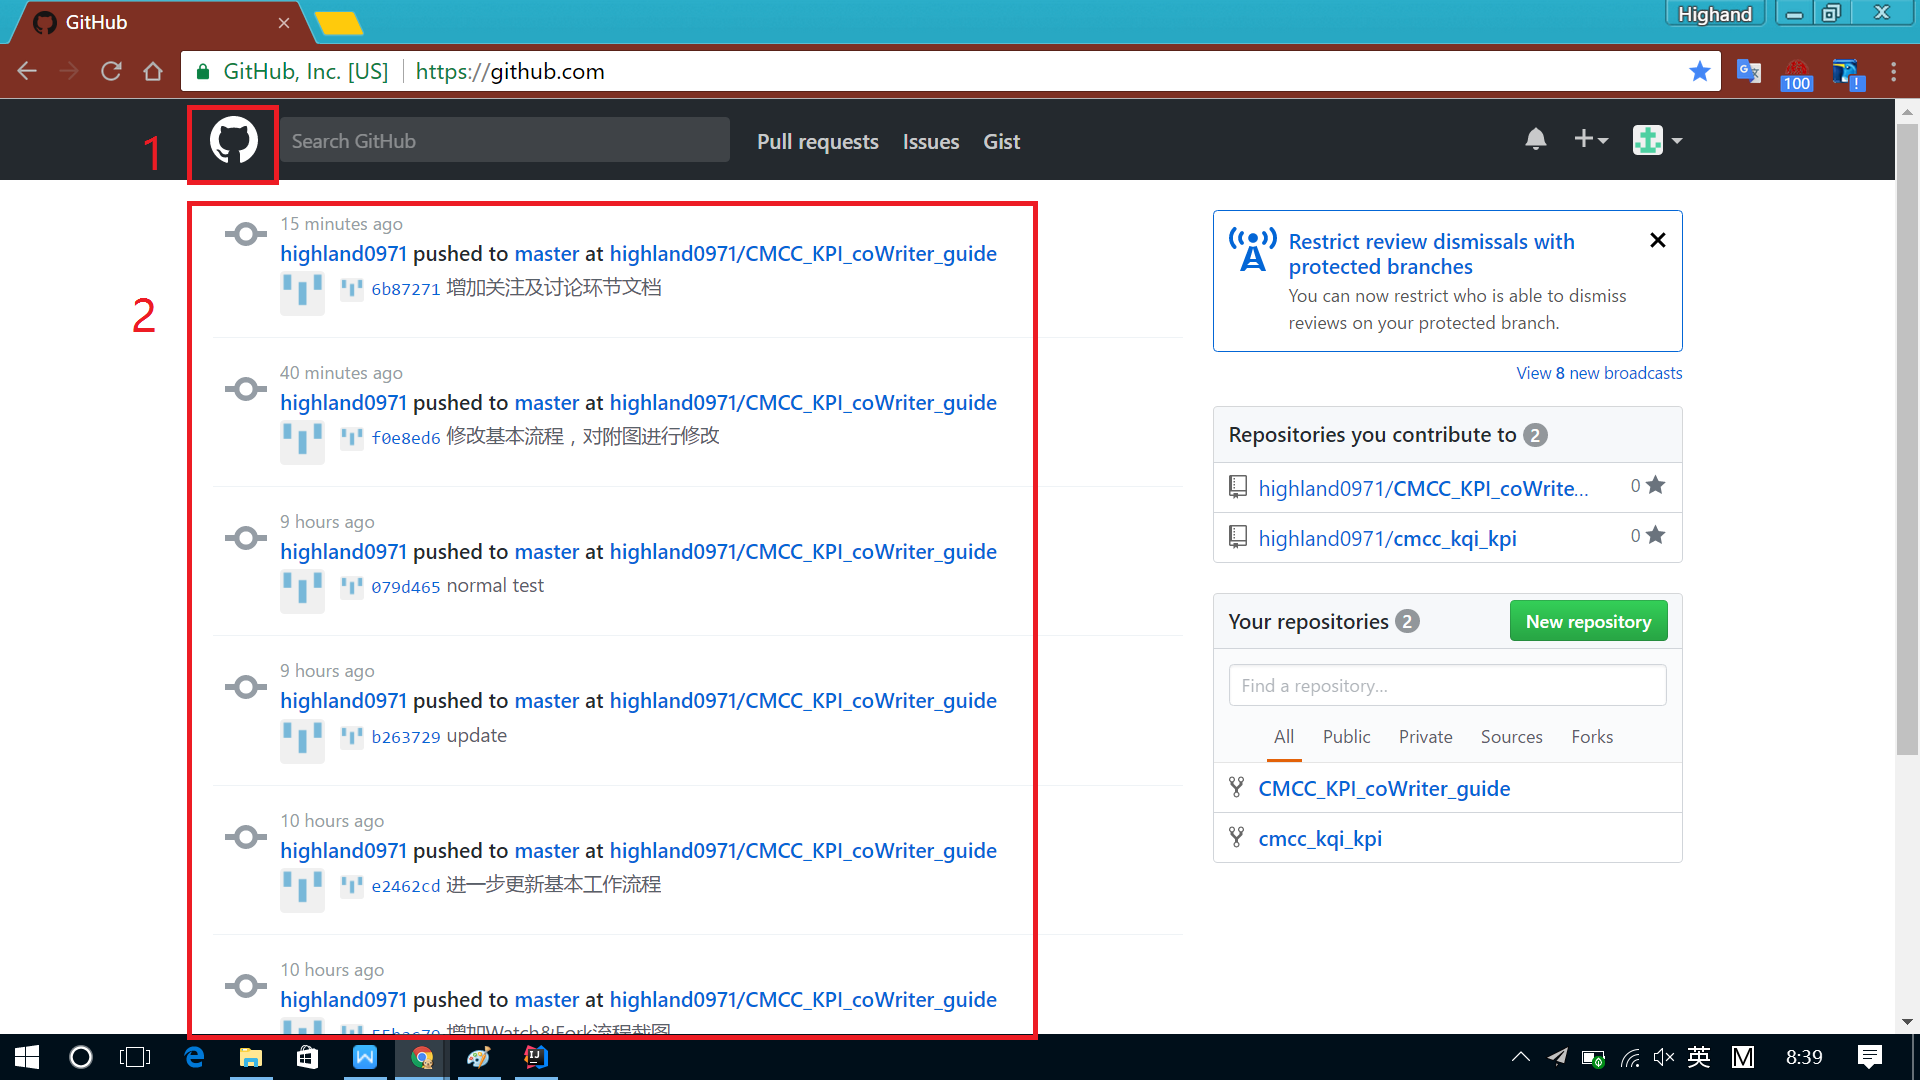 GitHub
Highand
GitHub, Inc. [US] https://github.com
100
!
1
Search GitHub
Pull requests Issues Gist
2
15 minutes ago
highland0971 pushed to master at highland0971/CMCC_KPI_coWriter_guide
6b87271 增加关注及讨论环节文档
40 minutes ago
highland0971 pushed to master at highland0971/CMCC_KPI_coWriter_guide
f0e8ed6 修改基本流程，对附图进行修改
9 hours ago
highland0971 pushed to master at highland0971/CMCC_KPI_coWriter_guide
079d465 normal test
9 hours ago
highland0971 pushed to master at highland0971/CMCC_KPI_coWriter_guide
b263729 update
10 hours ago
highland0971 pushed to master at highland0971/CMCC_KPI_coWriter_guide
e2462cd 进一步更新基本工作流程
10 hours ago
highland0971 pushed to master at highland0971/CMCC_KPI_coWriter_guide
增加Watch&Fork流程截图
Restrict review dismissals with
protected branches
You can now restrict who is able to dismiss
reviews on your protected branch.
View 8 new broadcasts
Repositories you contribute to 2
highland0971/CMCC_KPI_coWrite... 0
highland0971/cmcc_kqi_kpi 0
Your repositories 2 New repository
Find a repository...
All Public Private Sources Forks
CMCC_KPI_coWriter_guide
cmcc_kqi_kpi
英 M 8:39